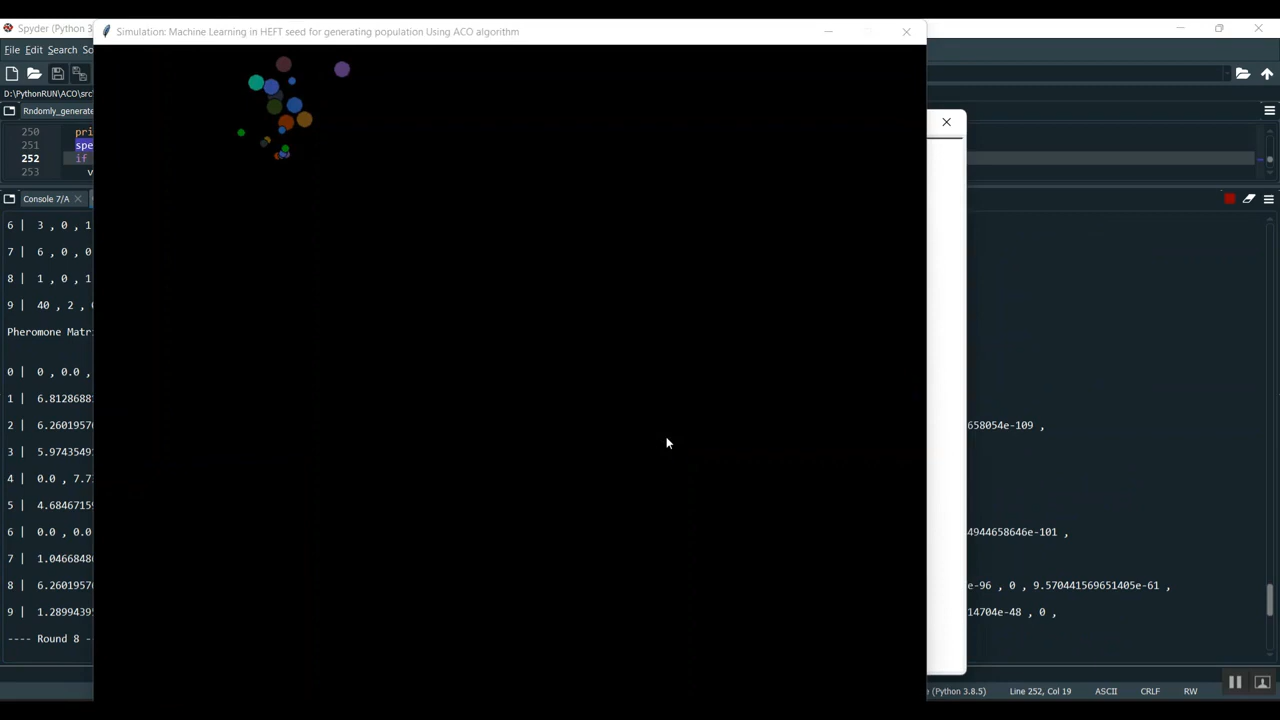 Spyder (Python 3
Simulation: Machine Learning in HEFT seed for generating population Using ACO algorithm
File Edit Search So
D:\PythonRUN\ACO\src
Rndomly_generate
250 pri
251 spe
252 if
253 v
Console 7/A
6 | 3 , 0 , 1
7 | 6 , 0 , 0
8 | 1 , 0 , 1
9 | 40 , 2 ,
Pheromone Matr
0 | 0 , 0.0 ,
1 | 6.8128688
2 | 6.2601957 658054e-109 ,
3 | 5.9743549
4 | 0.0 , 7.7
5 | 4.6846715
6 | 0.0 , 0.0 4944658646e-101 ,
7 | 1.0466848
8 | 6.2601957 e-96 , 0 , 9.570441569651405e-61 ,
9 | 1.2899439 14704e-48 , 0 ,
---- Round 8 -
(Python 3.8.5) Line 252, Col 19 ASCII CRLF RW